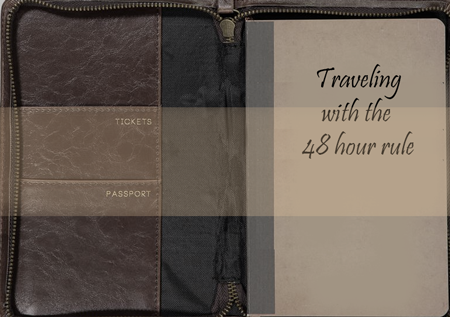 TICKETS
PASSPORT
Traveling
with the
48 hour rule